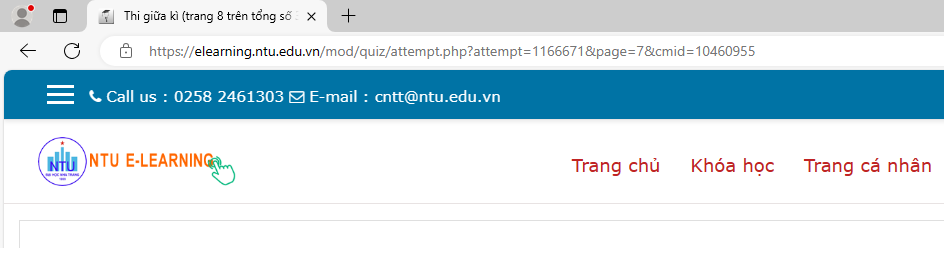 Thi giữa kì (trang 8 trên tổng số
https://elearning.ntu.edu.vn/mod/quiz/attempt.php?attempt=1166671&page=7&cmid=10460955
Call us : 0258 2461303 E-mail : cntt@ntu.edu.vn
NTU NTU E-LEARNING
Trang chủ Khóa học Trang cá nhân